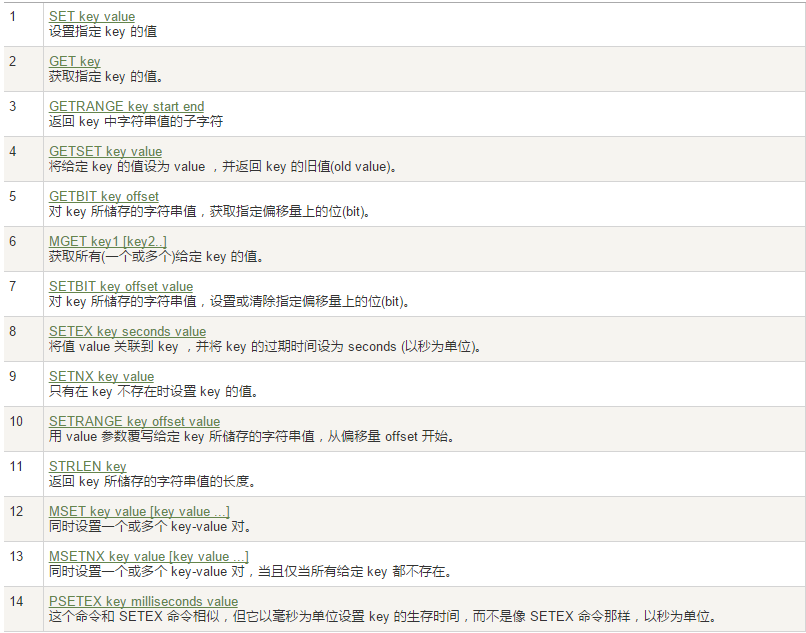 1 SET key value
设置指定 key 的值
2 GET key
获取指定 key 的值。
3 GETRANGE key start end
返回 key 中字符串值的子字符
4 GETSET key value
将给定 key 的值设为 value ，并返回 key 的旧值(old value)。
5 GETBIT key offset
对 key 所储存的字符串值，获取指定偏移量上的位(bit)。
6 MGET key1 [key2..]
获取所有(一个或多个)给定 key 的值。
7 SETBIT key offset value
对 key 所储存的字符串值，设置或清除指定偏移量上的位(bit)。
8 SETEX key seconds value
将值 value 关联到 key ，并将 key 的过期时间设为 seconds (以秒为单位)。
9 SETNX key value
只有在 key 不存在时设置 key 的值。
10 SETRANGE key offset value
用 value 参数覆写给定 key 所储存的字符串值，从偏移量 offset 开始。
11 STRLEN key
返回 key 所储存的字符串值的长度。
12 MSET key value [key value ...]
同时设置一个或多个 key-value 对。
13 MSETNX key value [key value ...]
同时设置一个或多个 key-value 对，当且仅当所有给定 key 都不存在。
14 PSETEX key milliseconds value
这个命令和 SETEX 命令相似，但它以毫秒为单位设置 key 的生存时间，而不是像 SETEX 命令那样，以秒为单位。